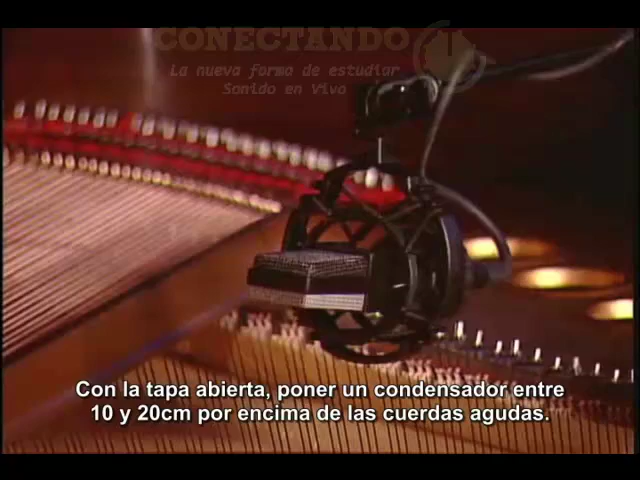 CONECTANDO
La nueva forma de estudiar
Sonido en Vivo
Con la tapa abierta, poner un condensador entre
10 y 20cm por encima de las cuerdas agudas.